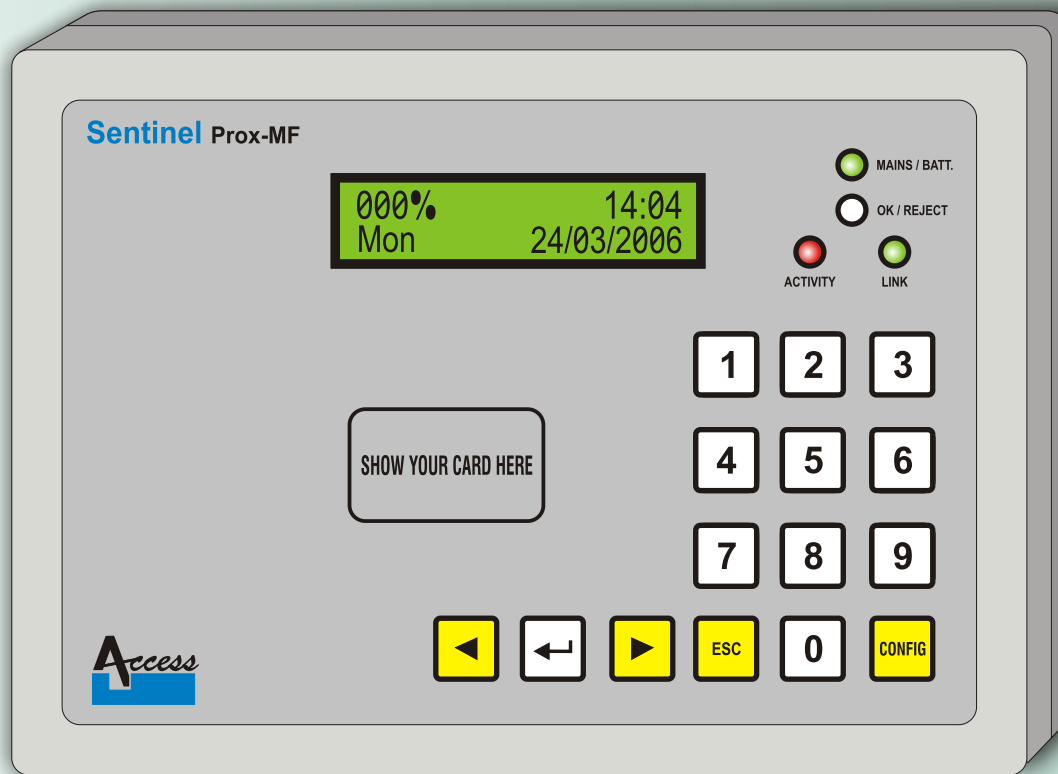 Sentinel Prox-MF
MAINS / BATT.
000% 14:04
OK / REJECT
Mon 24/03/2006
ACTIVITY LINK
1 2 3
SHOW YOUR CARD HERE
4 5 6
7 8 9
ESC 0 CONFIG
Access